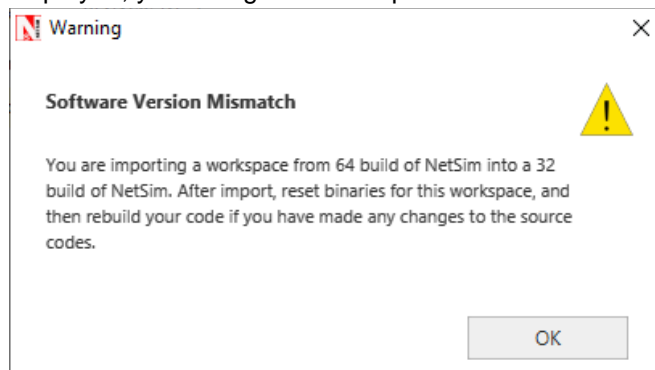 Warning
Software Version Mismatch
You are importing a workspace from 64 build of NetSim into a 32
build of NetSim. After import, reset binaries for this workspace, and
then rebuild your code if you have made any changes to the source
codes.
OK